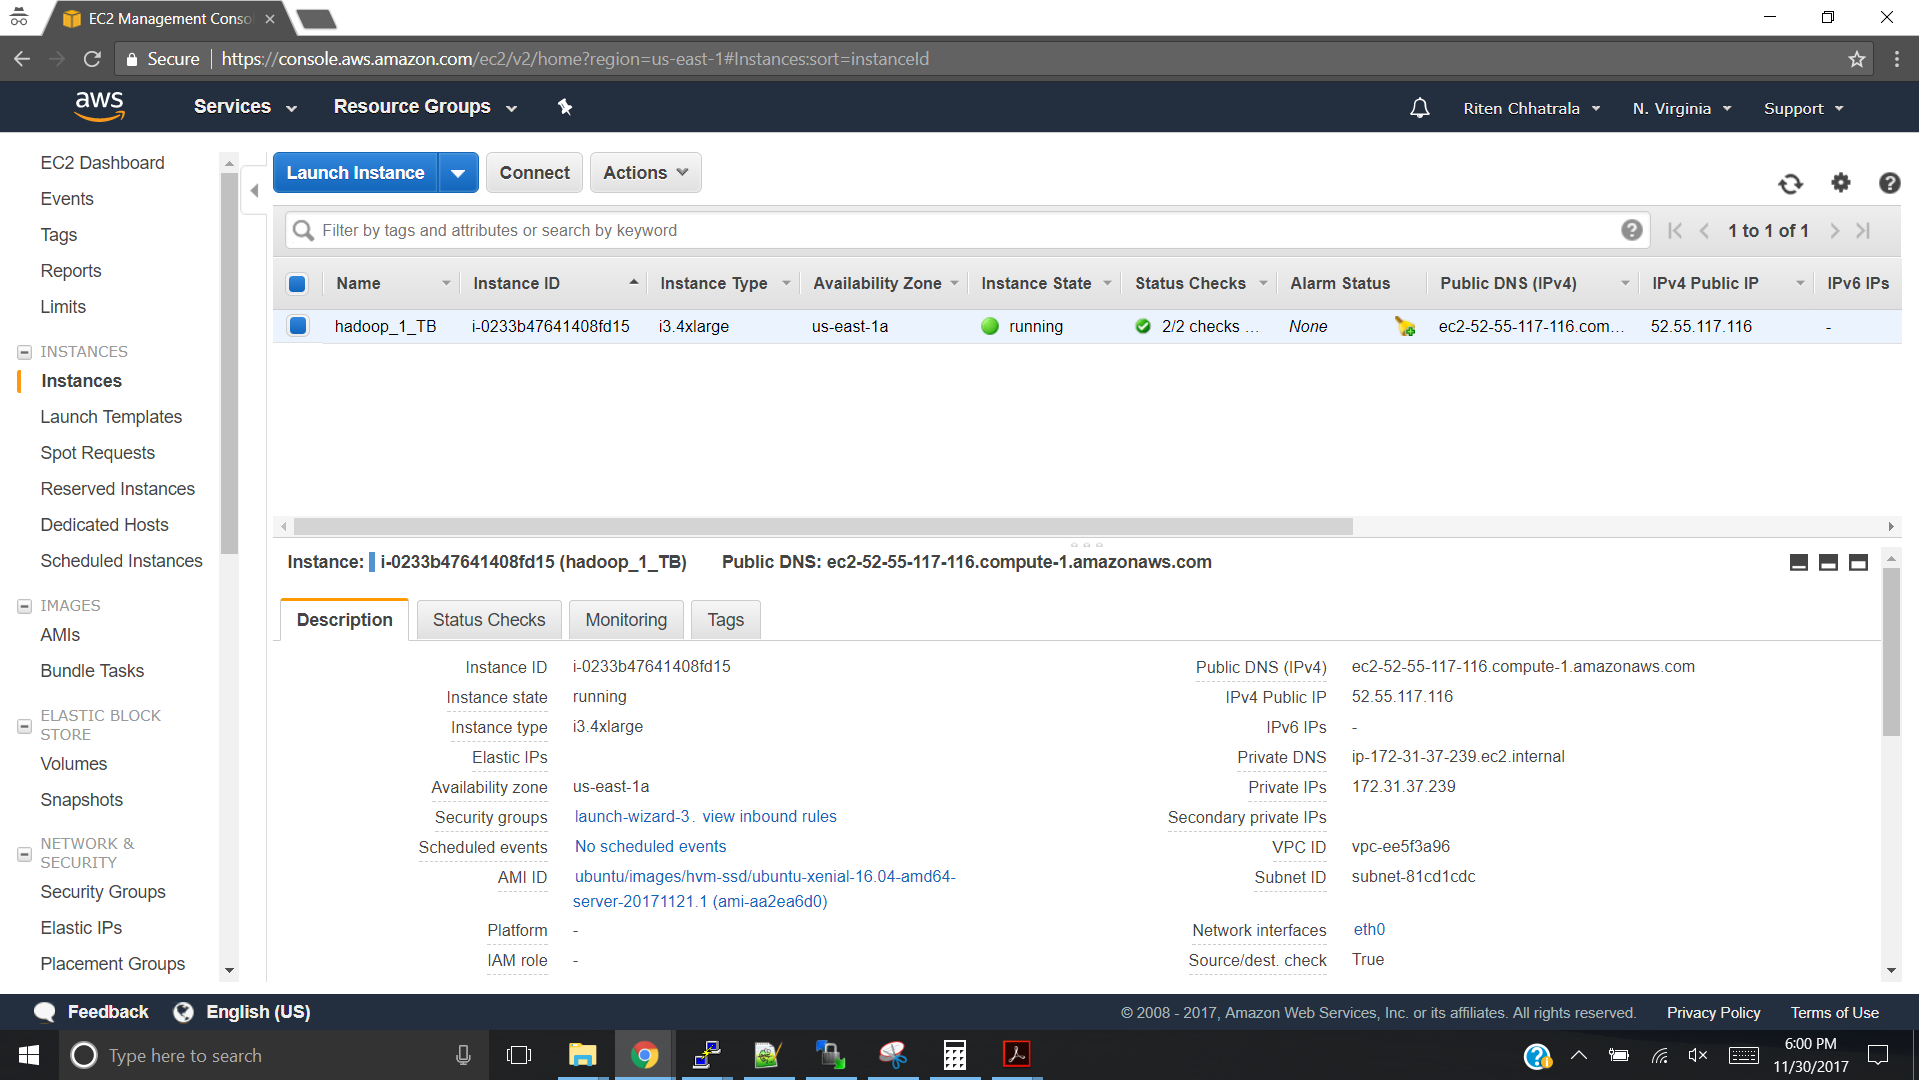 EC2 Management Conso
Secure https://console.aws.amazon.com/ec2/v2/home?region=us-east-1#Instances:sort=instanceId
aws Services Resource Groups Riten Chhatrala N. Virginia Support
EC2 Dashboard
Events
Tags
Reports
Limits
INSTANCES
Instances
Launch Templates
Spot Requests
Reserved Instances
Dedicated Hosts
Scheduled Instances
IMAGES
AMIs
Bundle Tasks
ELASTIC BLOCK
STORE
Volumes
Snapshots
NETWORK &
SECURITY
Security Groups
Elastic IPs
Placement Groups
Launch Instance Connect Actions
Filter by tags and attributes or search by keyword 1 to 1 of 1
Name Instance ID Instance Type Availability Zone Instance State Status Checks Alarm Status Public DNS (IPv4) IPv4 Public IP IPv6 IPs
hadoop_1_TB i-0233b47641408fd15 i3.4xlarge us-east-1a running 2/2 checks ... None ec2-52-55-117-116.com... 52.55.117.116 -
Instance: i-0233b47641408fd15 (hadoop_1_TB) Public DNS: ec2-52-55-117-116.compute-1.amazonaws.com
Description Status Checks Monitoring Tags
Instance ID i-0233b47641408fd15 Public DNS (IPv4) ec2-52-55-117-116.compute-1.amazonaws.com
Instance state running IPv4 Public IP 52.55.117.116
Instance type i3.4xlarge IPv6 IPs -
Elastic IPs Private DNS ip-172-31-37-239.ec2.internal
Availability zone us-east-1a Private IPs 172.31.37.239
Security groups launch-wizard-3. view inbound rules Secondary private IPs
Scheduled events No scheduled events VPC ID vpc-ee5f3a96
AMI ID ubuntu/images/hvm-ssd/ubuntu-xenial-16.04-amd64- Subnet ID subnet-81cd1cdc
server-20171121.1 (ami-aa2ea6d0)
Platform - Network interfaces eth0
IAM role - Source/dest. check True
Feedback English (US) © 2008 - 2017, Amazon Web Services, Inc. or its affiliates. All rights reserved. Privacy Policy Terms of Use
Type here to search 6:00 PM
11/30/2017